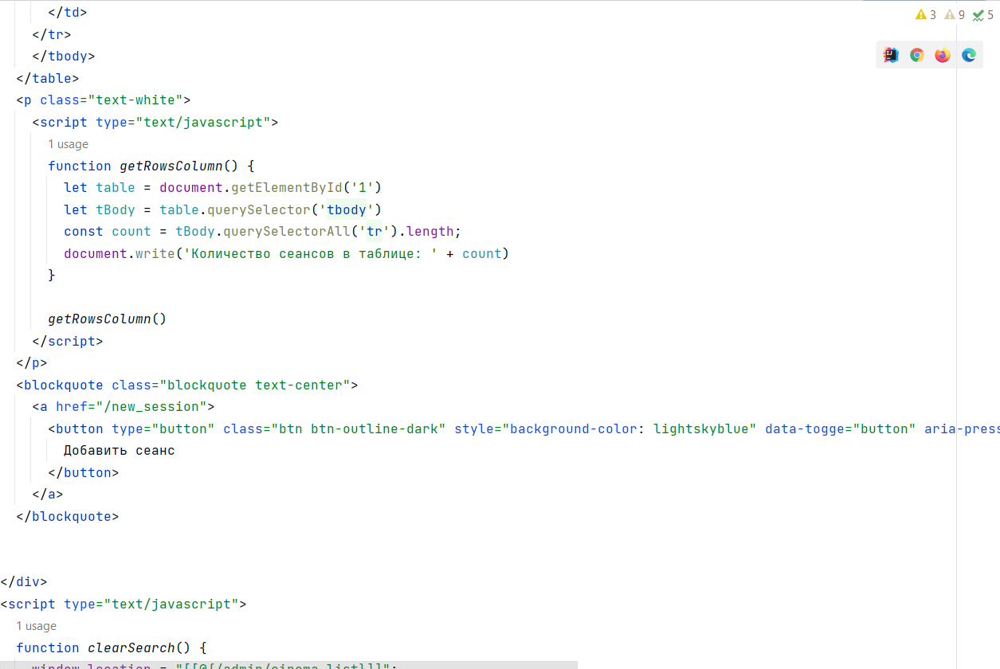 </td>
3 9 5
</tr>
</tbody>
</table>
<p class="text-white">
<script type="text/javascript">
1 usage
function getRowsColumn() {
let table = document.getElementById('1')
let tBody = table.querySelector('tbody')
const count = tBody.querySelectorAll('tr').length;
document.write('Количество сеансов в таблице: ' + count)
}
getRowsColumn()
</script>
</p>
<blockquote class="blockquote text-center">
<a href="/new_session">
<button type="button" class="btn btn-outline-dark" style="background-color: lightskyblue" data-togge="button" aria-press
Добавить сеанс
</button>
</a>
</blockquote>
</div>
<script type="text/javascript">
1 usage
function clearSearch() {
window.location = "[[@{/admin/cinema_list}]]";